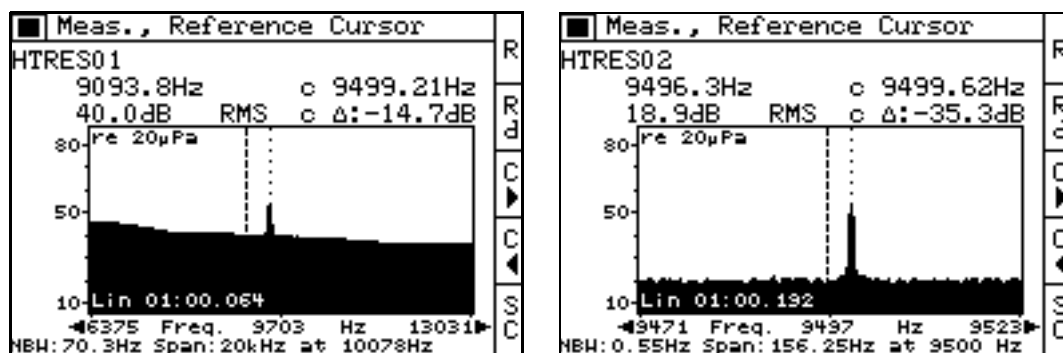 Meas., Reference Cursor
HTRES01
9093.8Hz c 9499.21Hz
40.0dB RMS c Δ:-14.7dB
re 20µPa
80
50
10
Lin 01:00.064
6375 Freq. 9703 Hz 13031
NBW:70.3Hz Span:20kHz at 10078Hz
R
R
d
C
C
S
C
Meas., Reference Cursor
HTRES02
9496.3Hz c 9499.62Hz
18.9dB RMS c Δ:-35.3dB
re 20µPa
80
50
10
Lin 01:00.192
9471 Freq. 9497 Hz 9523
NBW:0.55Hz Span:156.25Hz at 9500 Hz